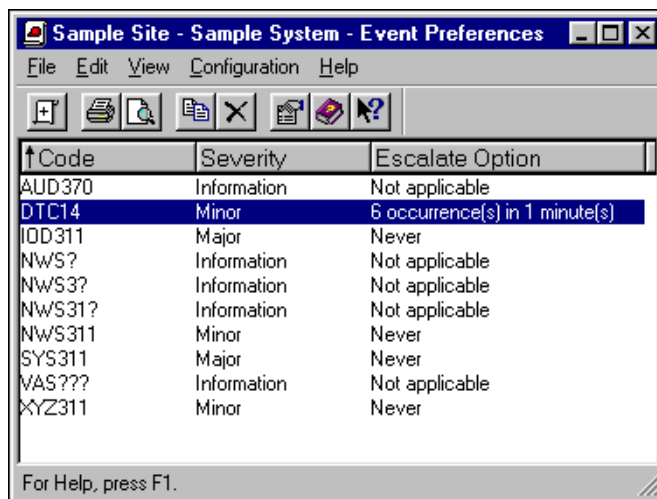 Sample Site - Sample System - Event Preferences
File Edit View Configuration Help
Code Severity Escalate Option
AUD370 Information Not applicable
DTC14 Minor 6 occurrence(s) in 1 minute(s)
IOD311 Major Never
NWS? Information Not applicable
NWS3? Information Not applicable
NWS31? Information Not applicable
NWS311 Minor Never
SYS311 Major Never
VAS??? Information Not applicable
XYZ311 Minor Never
For Help, press F1.